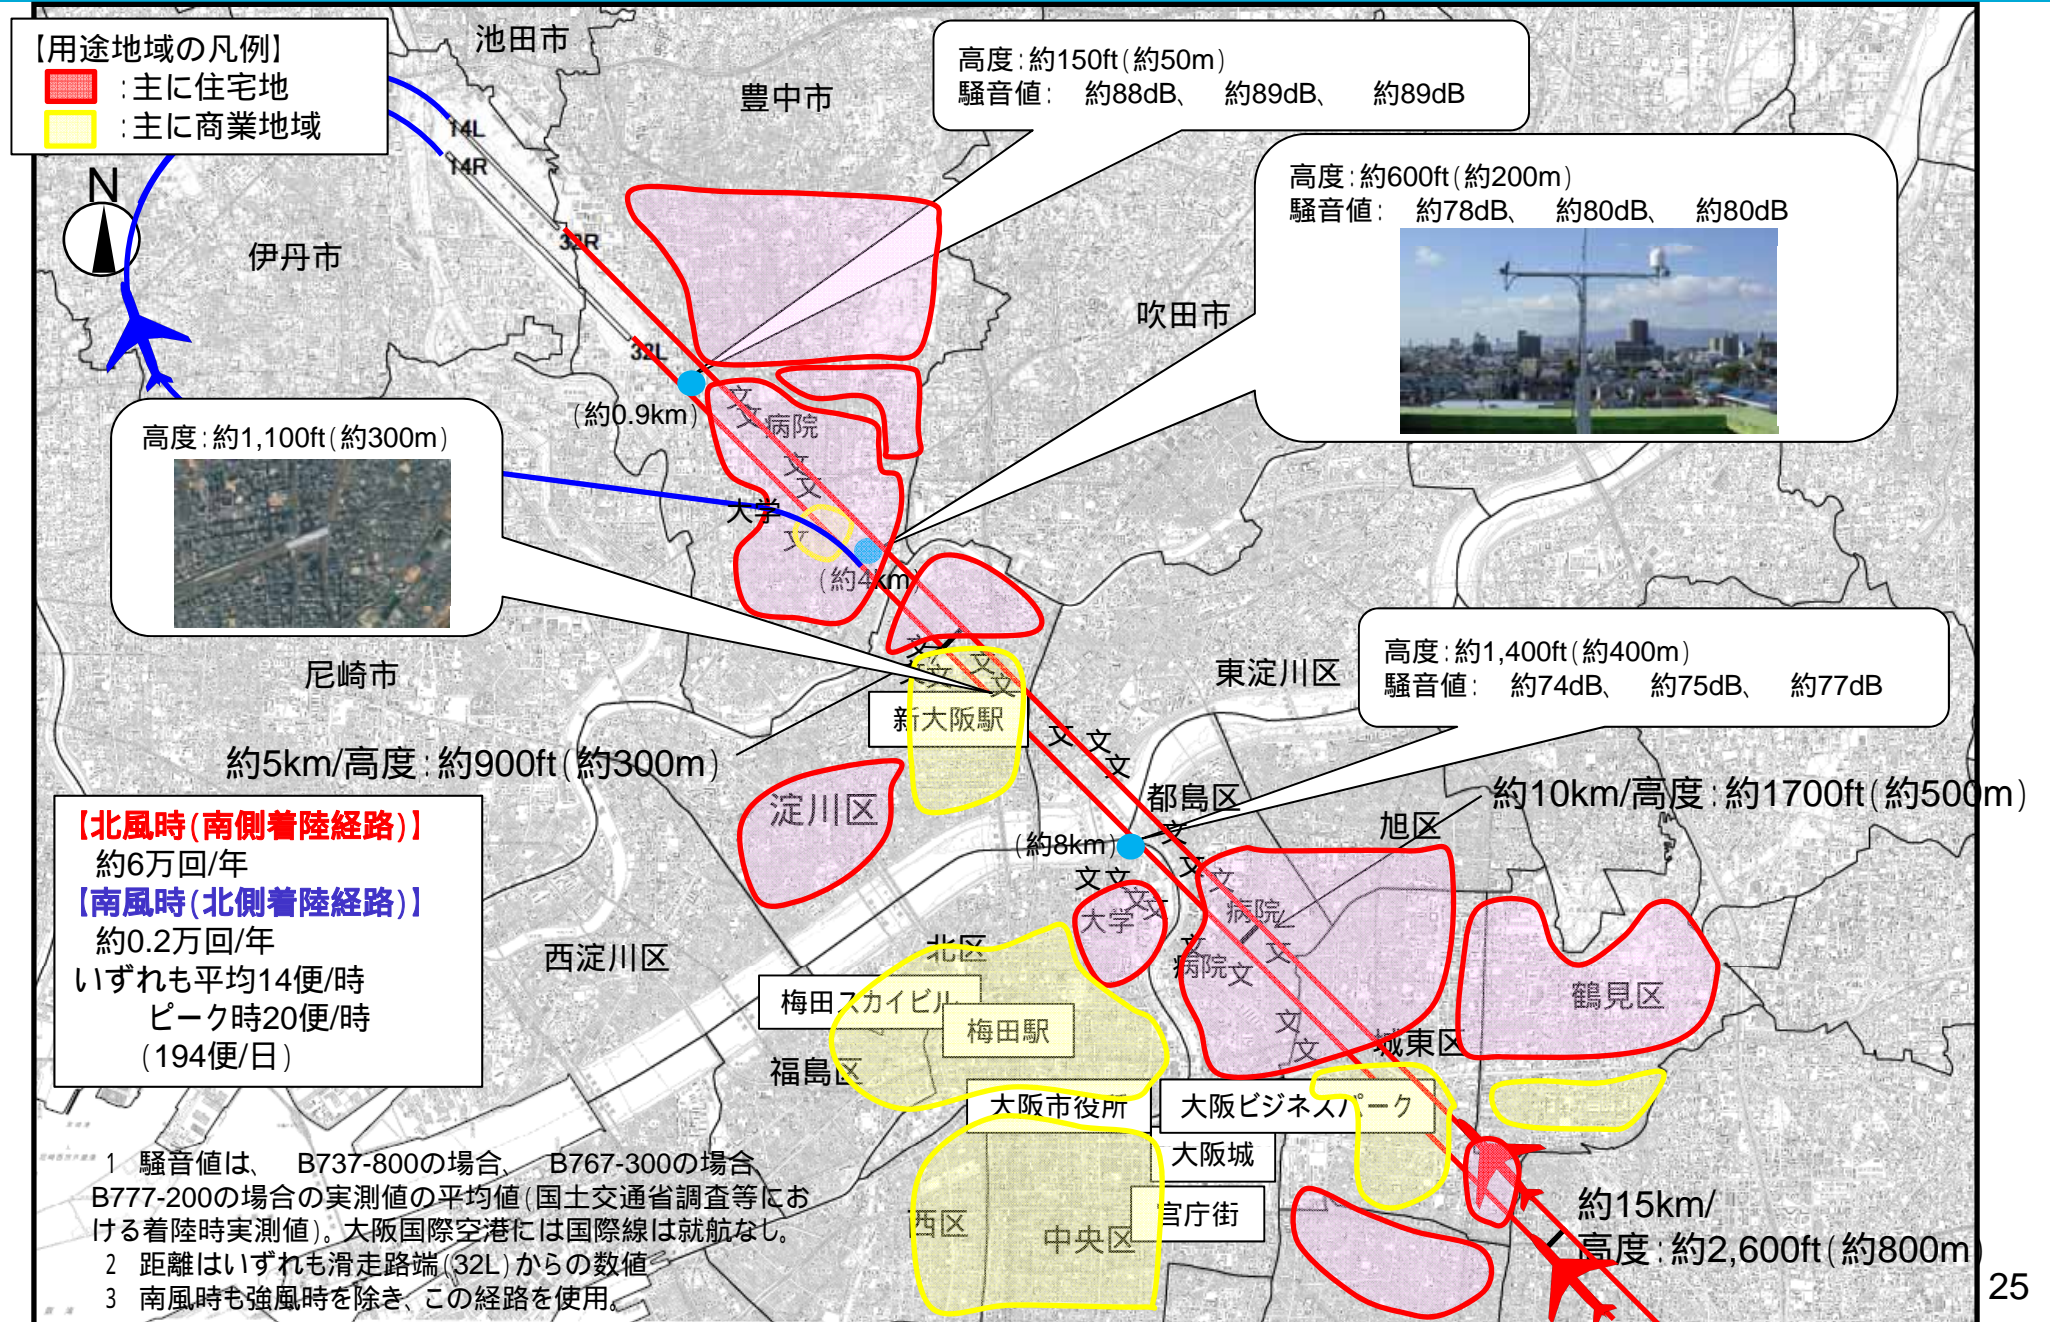 【用途地域の凡例】
:主に住宅地
:主に商業地域
N
池田市
豊中市
伊丹市
吹田市
尼崎市
東淀川区
14L
14R
32R
32L
高度:約150ft(約50m)
騒音値: 約88dB、 約89dB、 約89dB
高度:約600ft(約200m)
騒音値: 約78dB、 約80dB、 約80dB
高度:約1,100ft(約300m)
(約0.9km)
文
文
病院
文
文
大学
文
(約4km)
文
文
文
文
文
新大阪駅
約5km/高度:約900ft(約300m)
高度:約1,400ft(約400m)
騒音値: 約74dB、 約75dB、 約77dB
文
文
文
都島区
約10km/高度:約1700ft(約500m)
旭区
淀川区
(約8km)
文
文
文
文
文
文
文
文
大学
病院
文
文
病院
文
文
文
【北風時(南側着陸経路)】
約6万回/年
【南風時(北側着陸経路)】
約0.2万回/年
いずれも平均14便/時
ピーク時20便/時
(194便/日)
西淀川区
北区
梅田スカイビル
梅田駅
福島区
鶴見区
城東区
大阪市役所
大阪ビジネスパーク
大阪城
官庁街
西区
中央区
約15km/
高度:約2,600ft(約800m)
1 騒音値は、 B737-800の場合、 B767-300の場合、
B777-200の場合の実測値の平均値(国土交通省調査等にお
ける着陸時実測値)。大阪国際空港には国際線は就航なし。
2 距離はいずれも滑走路端(32L)からの数値
3 南風時も強風時を除き、この経路を使用。
25